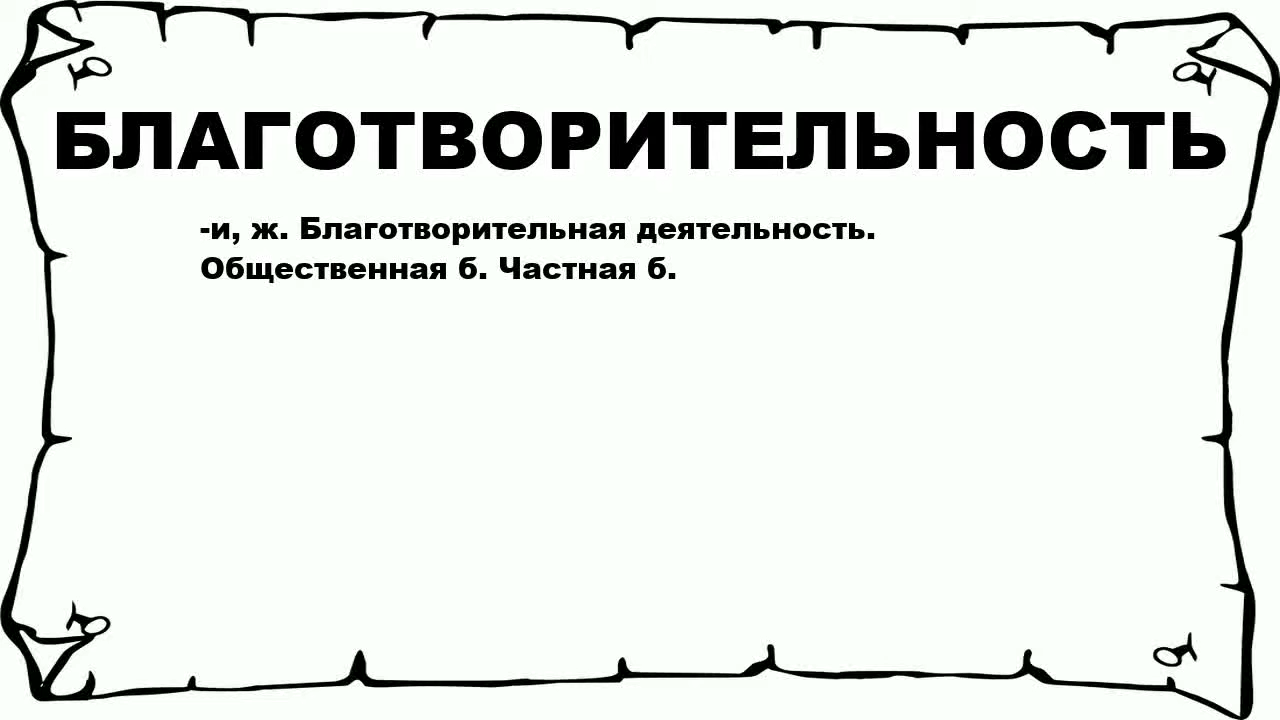 БЛАГОТВОРИТЕЛЬНОСТЬ
-и, ж. Благотворительная деятельность.
Общественная б. Частная б.